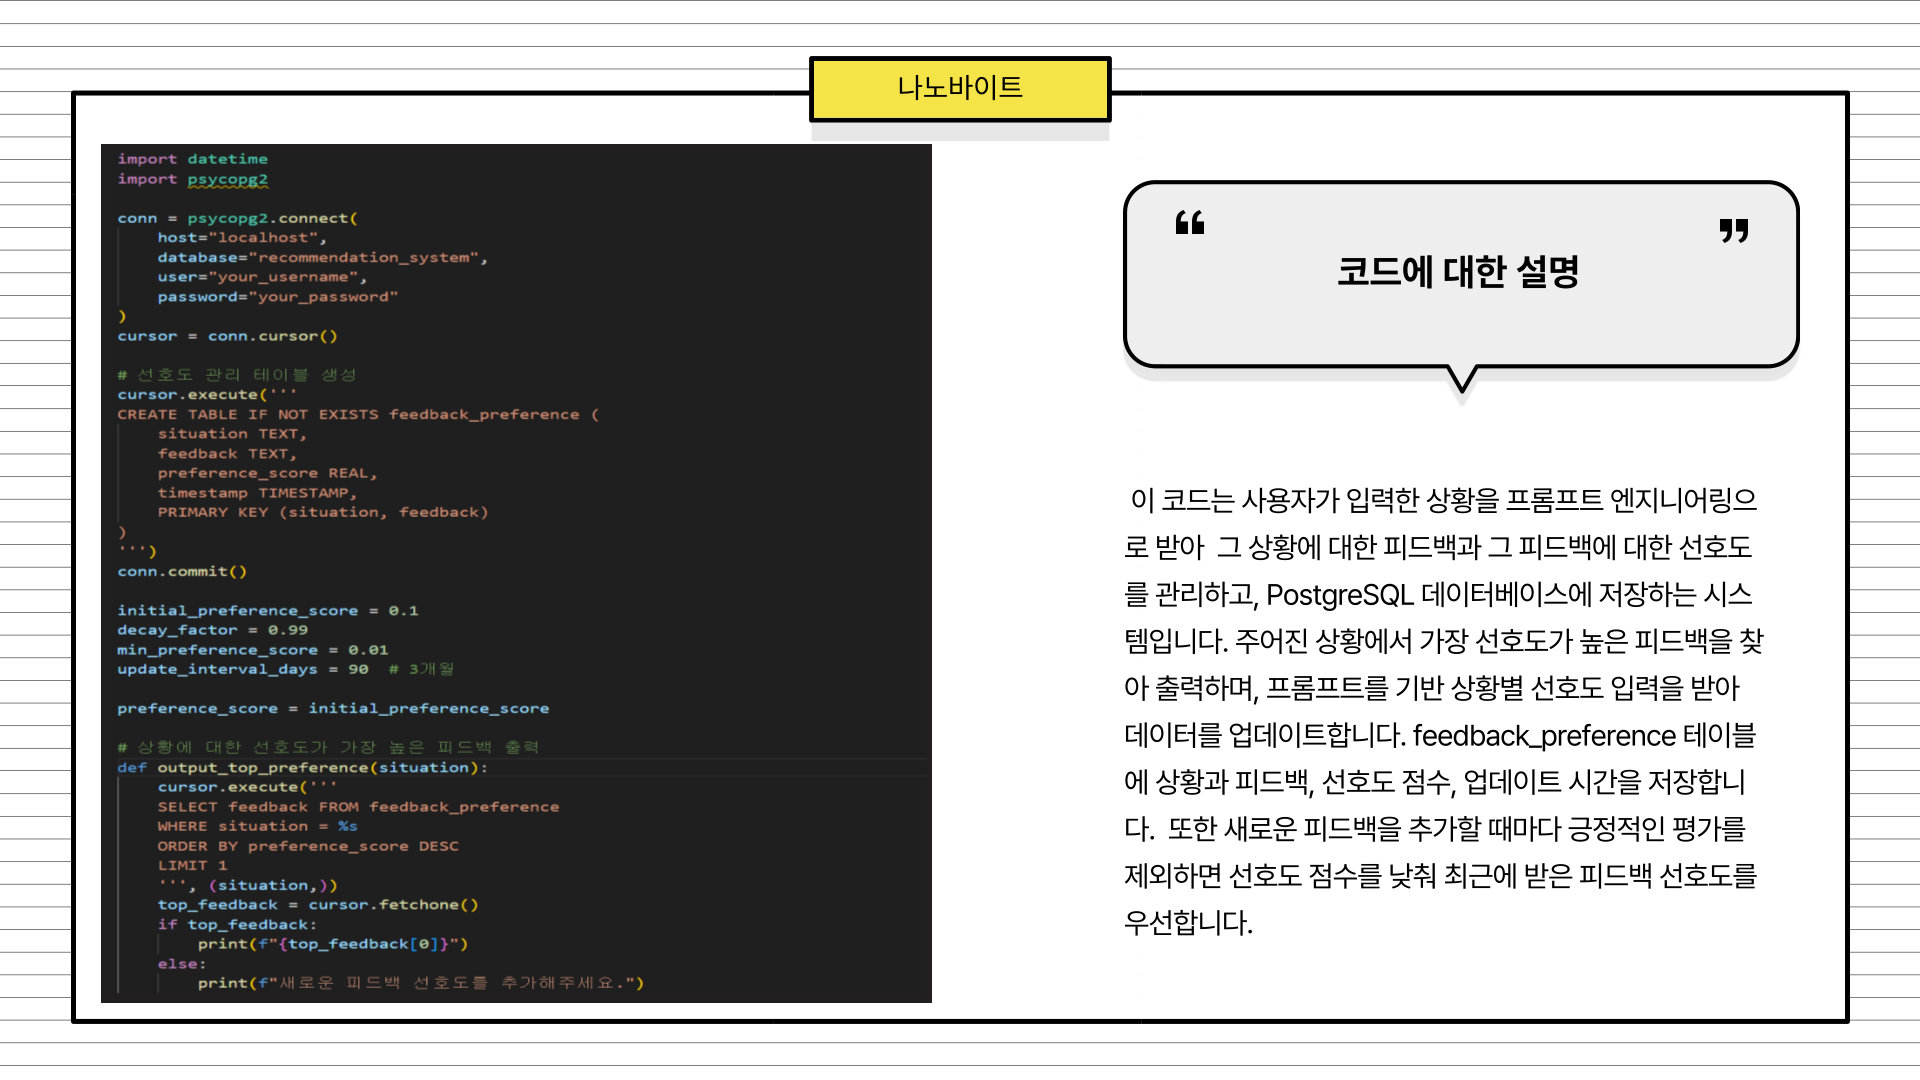 나노바이트
import datetime
import psycopg2
conn = psycopg2.connect(
    host="localhost",
    database="recommendation_system",
    user="your_username",
    password="your_password"
)
cursor = conn.cursor()
# 선호도 관리 테이블 생성
cursor.execute('''
CREATE TABLE IF NOT EXISTS feedback_preference (
    situation TEXT,
    feedback TEXT,
    preference_score REAL,
    timestamp TIMESTAMP,
    PRIMARY KEY (situation, feedback)
)
''')
conn.commit()
initial_preference_score = 0.1
decay_factor = 0.99
min_preference_score = 0.01
update_interval_days = 90  # 3개월
preference_score = initial_preference_score
# 상황에 대한 선호도가 가장 높은 피드백 출력
def output_top_preference(situation):
    cursor.execute('''
    SELECT feedback FROM feedback_preference
    WHERE situation = %s
    ORDER BY preference_score DESC
    LIMIT 1
    ''', (situation,))
    top_feedback = cursor.fetchone()
    if top_feedback:
        print(f"{top_feedback[0]}")
    else:
        print(f"새로운 피드백 선호도를 추가해주세요.")
❝ ❞
코드에 대한 설명
이 코드는 사용자가 입력한 상황을 프롬프트 엔지니어링으
로 받아  그 상황에 대한 피드백과 그 피드백에 대한 선호도
를 관리하고, PostgreSQL 데이터베이스에 저장하는 시스
템입니다. 주어진 상황에서 가장 선호도가 높은 피드백을 찾
아 출력하며, 프롬프트를 기반 상황별 선호도 입력을 받아
데이터를 업데이트합니다. feedback_preference 테이블
에 상황과 피드백, 선호도 점수, 업데이트 시간을 저장합니
다.  또한 새로운 피드백을 추가할 때마다 긍정적인 평가를
제외하면 선호도 점수를 낮춰 최근에 받은 피드백 선호도를
우선합니다.